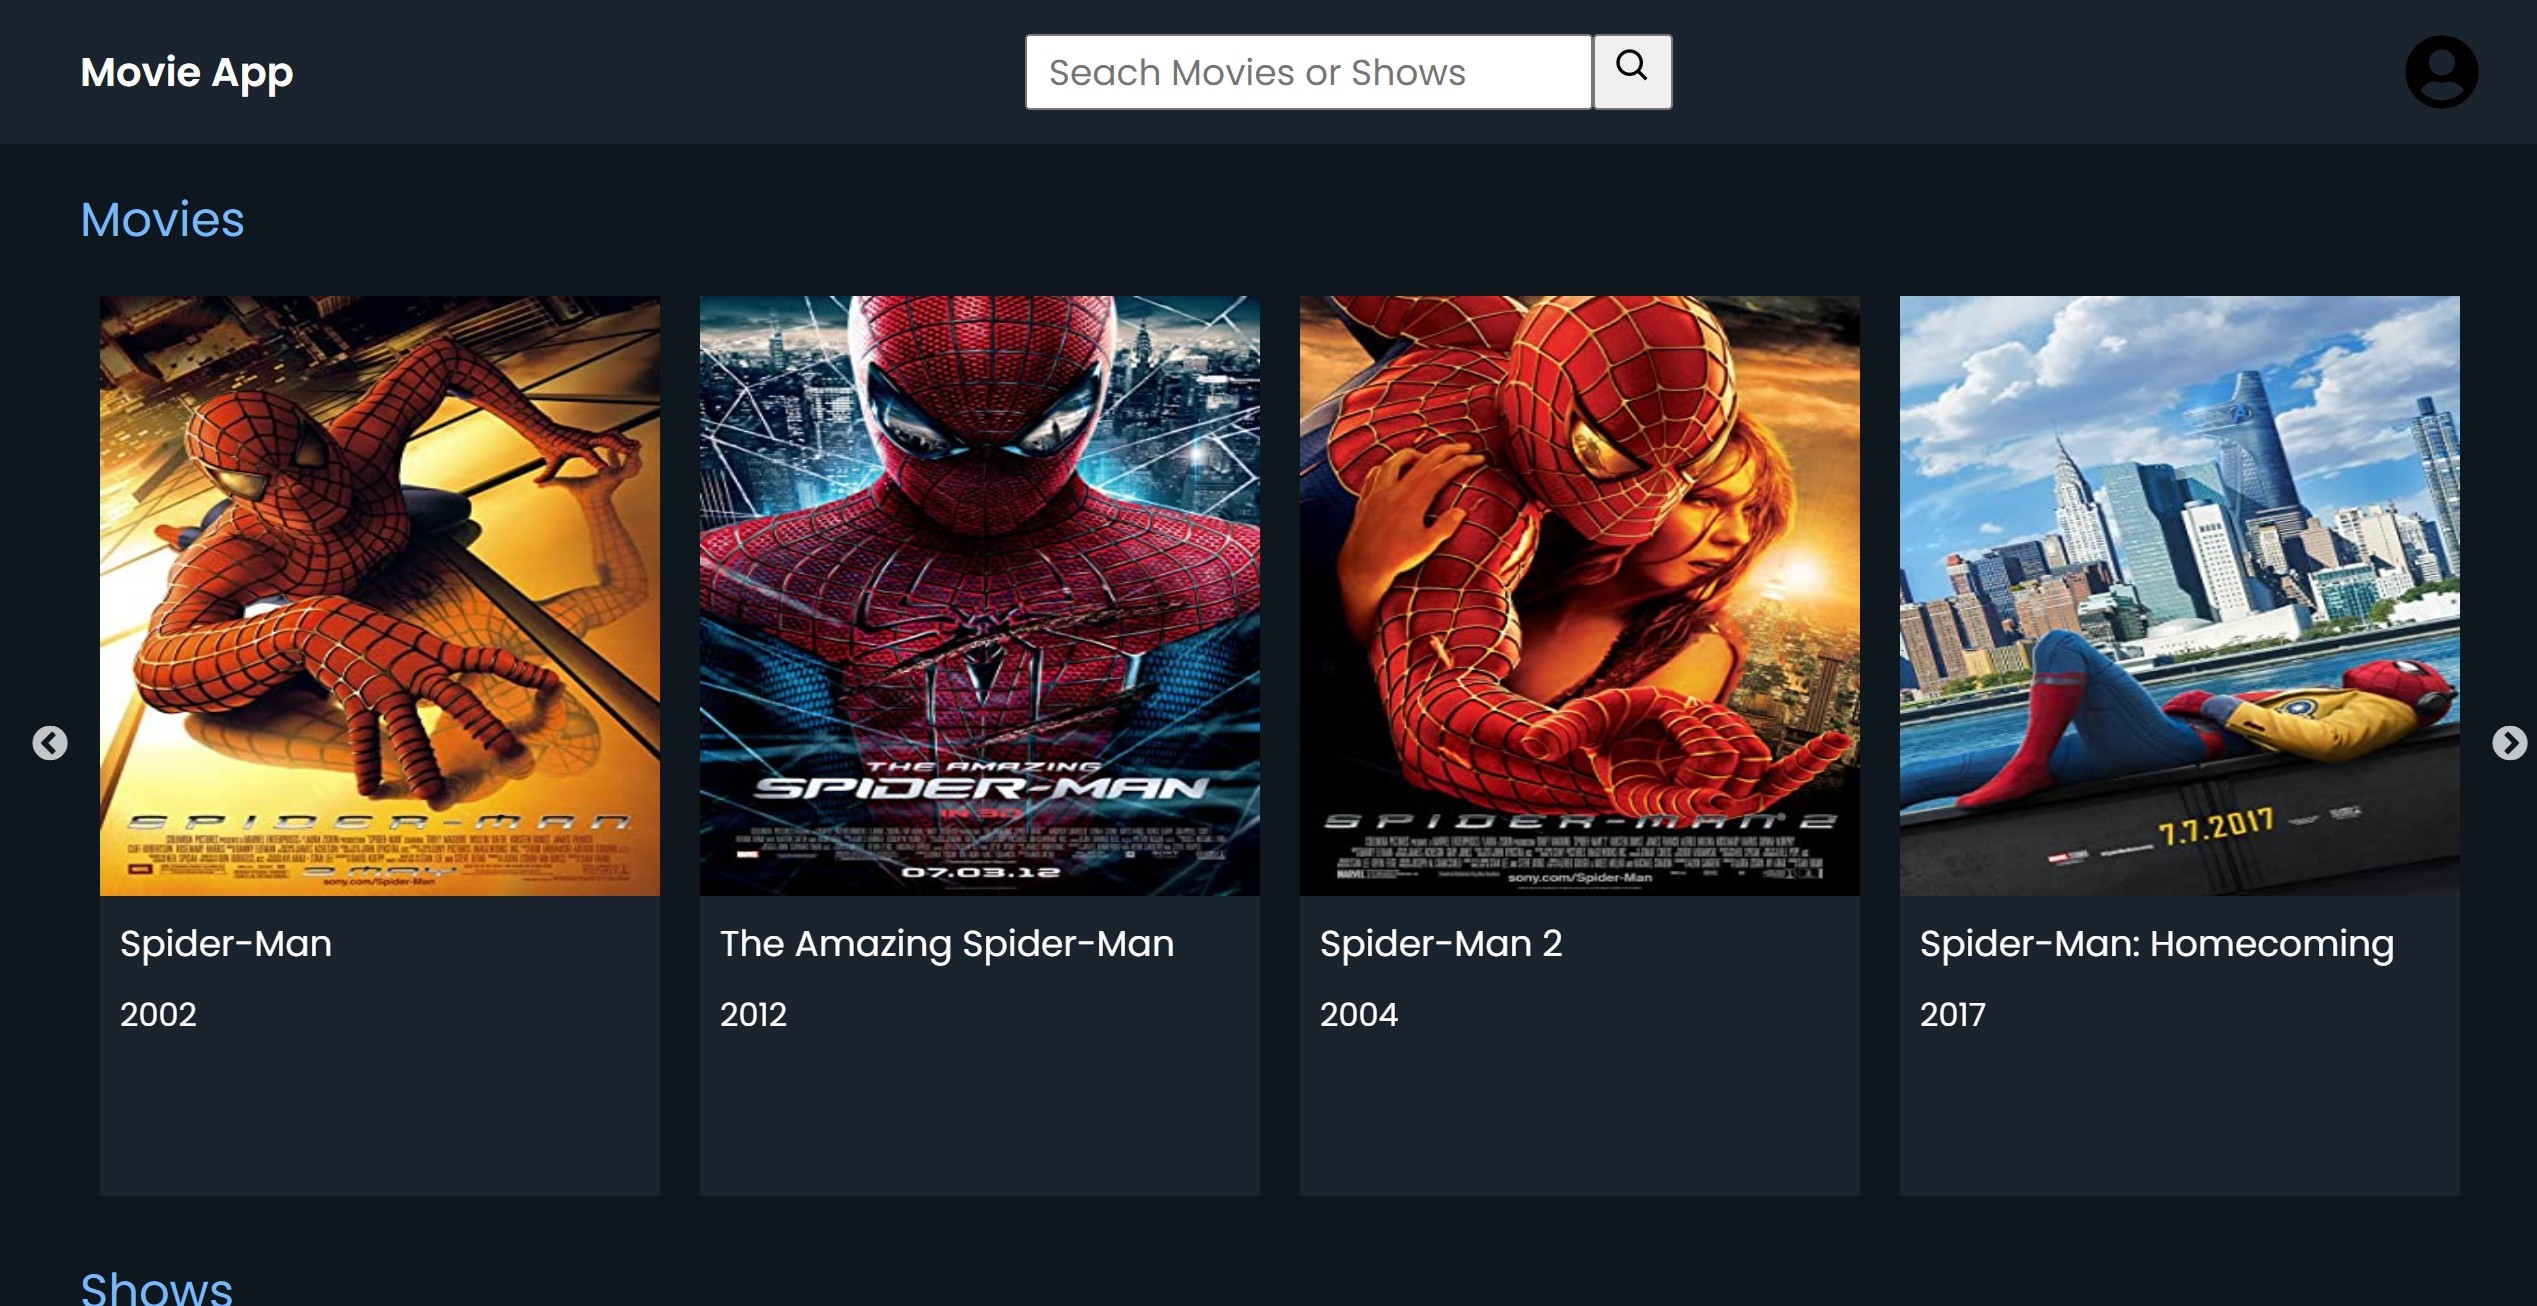 Movie App
Seach Movies or Shows
Movies
SPIDER-MAN
sony.com/Spider-Man
THE AMAZING
SPIDER-MAN
IN 3D
07.03.12
SPIDER-MAN 2
MARVEL
sony.com/Spider-Man
7.7.2017
Spider-Man
2002
The Amazing Spider-Man
2012
Spider-Man 2
2004
Spider-Man: Homecoming
2017
Shows